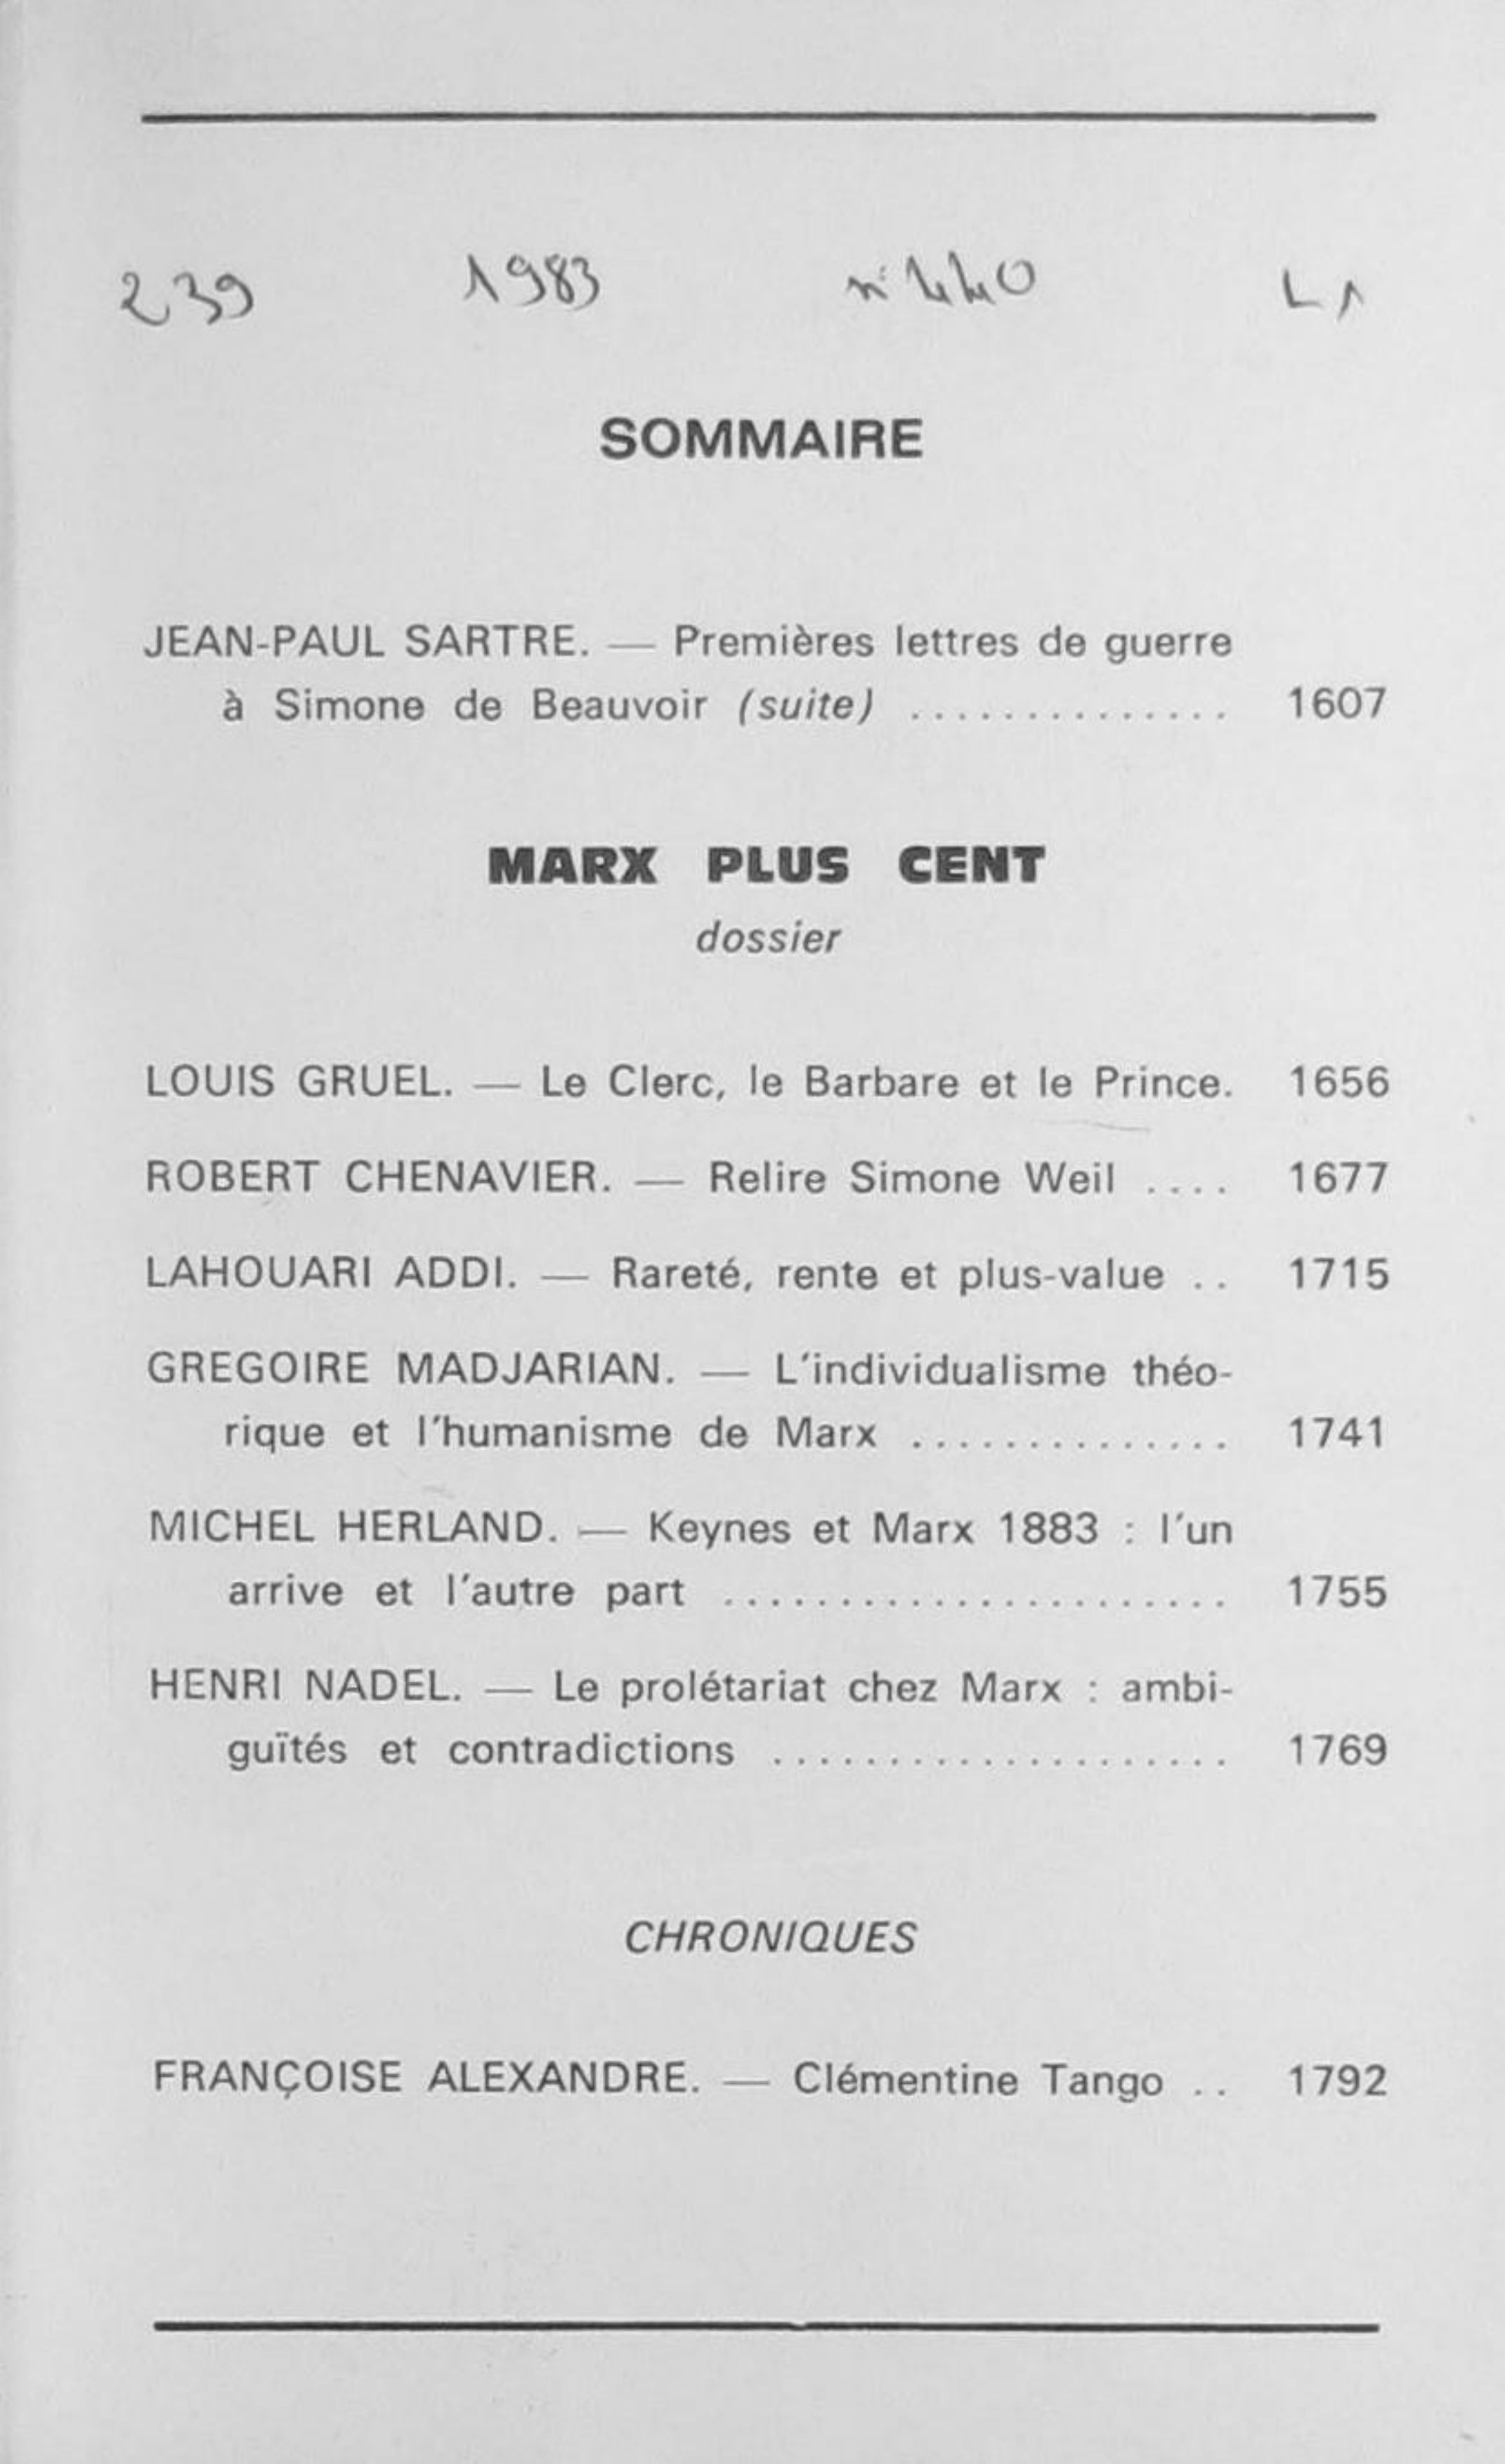 239 1983 n° 440 L1
SOMMAIRE
JEAN-PAUL SARTRE. — Premières lettres de guerre
à Simone de Beauvoir (suite) .............. 1607
MARX PLUS CENT
dossier
LOUIS GRUEL. — Le Clerc, le Barbare et le Prince. 1656
ROBERT CHENAVIER. — Relire Simone Weil .... 1677
LAHOUARI ADDI. — Rareté, rente et plus-value .. 1715
GREGOIRE MADJARIAN. — L'individualisme théo-
rique et l'humanisme de Marx .............. 1741
MICHEL HERLAND. — Keynes et Marx 1883 : l'un
arrive et l'autre part ...................... 1755
HENRI NADEL. — Le prolétariat chez Marx : ambi-
guïtés et contradictions .................... 1769
CHRONIQUES
FRANÇOISE ALEXANDRE. — Clémentine Tango .. 1792